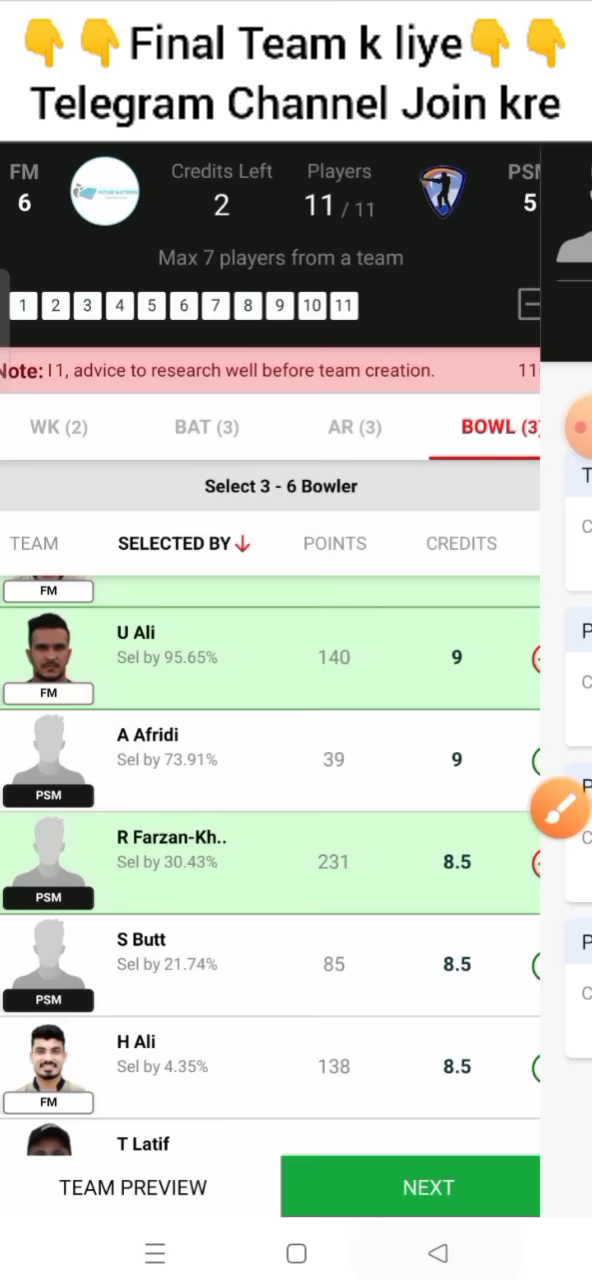 👇👇Final Team k liye👇👇
Telegram Channel Join kre
FM
Credits Left
Players
6
2
11 / 11
5
Max 7 players from a team
1 2 3 4 5 6 7 8 9 10 11
Note: 11, advice to research well before team creation.
11
WK (2)
BAT (3)
AR (3)
BOWL (3)
Select 3 - 6 Bowler
TEAM
SELECTED BY
POINTS
CREDITS
FM
U Ali
Sel by 95.65%
140
9
FM
A Afridi
Sel by 73.91%
39
9
PSM
R Farzan-Kh..
Sel by 30.43%
231
8.5
PSM
S Butt
Sel by 21.74%
85
8.5
PSM
H Ali
Sel by 4.35%
138
8.5
FM
T Latif
TEAM PREVIEW
NEXT